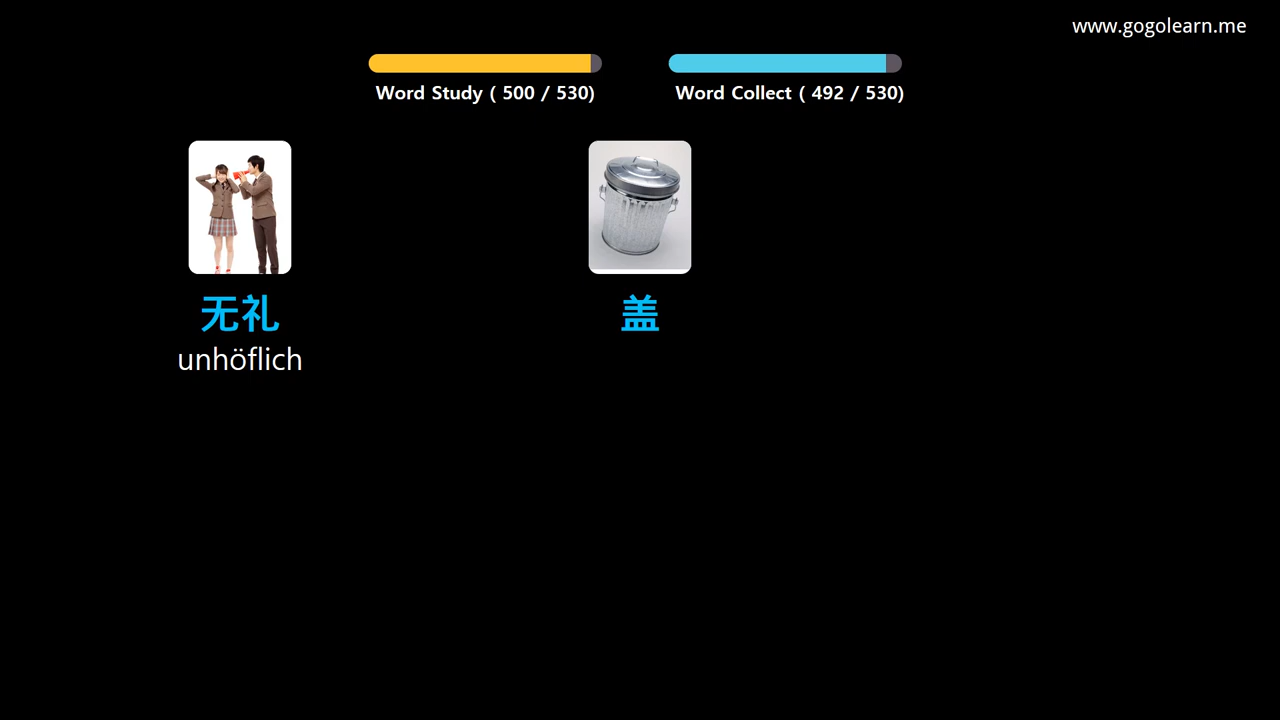 www.gogolearn.me
Word Study ( 500 / 530)
Word Collect ( 492 / 530)
无礼
unhöflich
盖